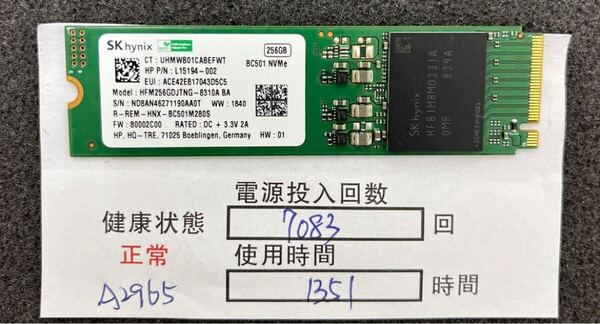 SK hynix
256GB
BC501 NVMe
CT : UHMWB01CABEFWT
HP P/N : L15194-002
EUI : ACE42E817043D5C5
Model : HFM256GDJTNG-8310A BA
S/N : ND8AN46271190AA0T WW : 1840
R-REM-HNX-BC501M280S
FW : 80002C00 RATED : DC + 3.3V 2A
HP, HQ-TRE, 71025 Boeblingen, Germany HW : 01
SK hynix
HFB1M8MO331A
OMR 839A
電源投入回数
健康状態 7083 回
正常 使用時間
A2965 1351 時間